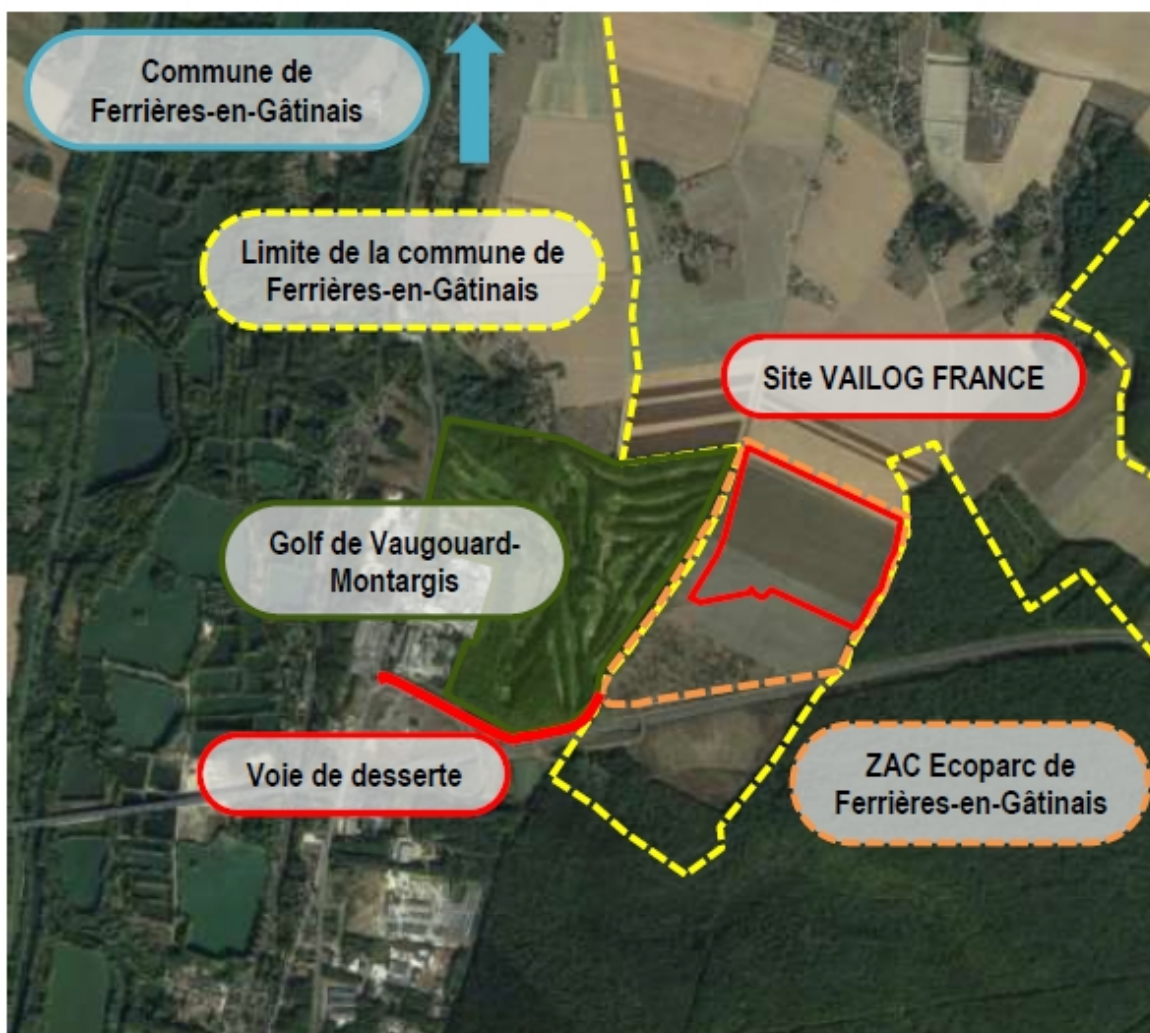 Commune de
Ferrières-en-Gâtinais
Limite de la commune de
Ferrières-en-Gâtinais
Site VAILOG FRANCE
Golf de Vaugouard-
Montargis
Voie de desserte
ZAC Ecoparc de
Ferrières-en-Gâtinais